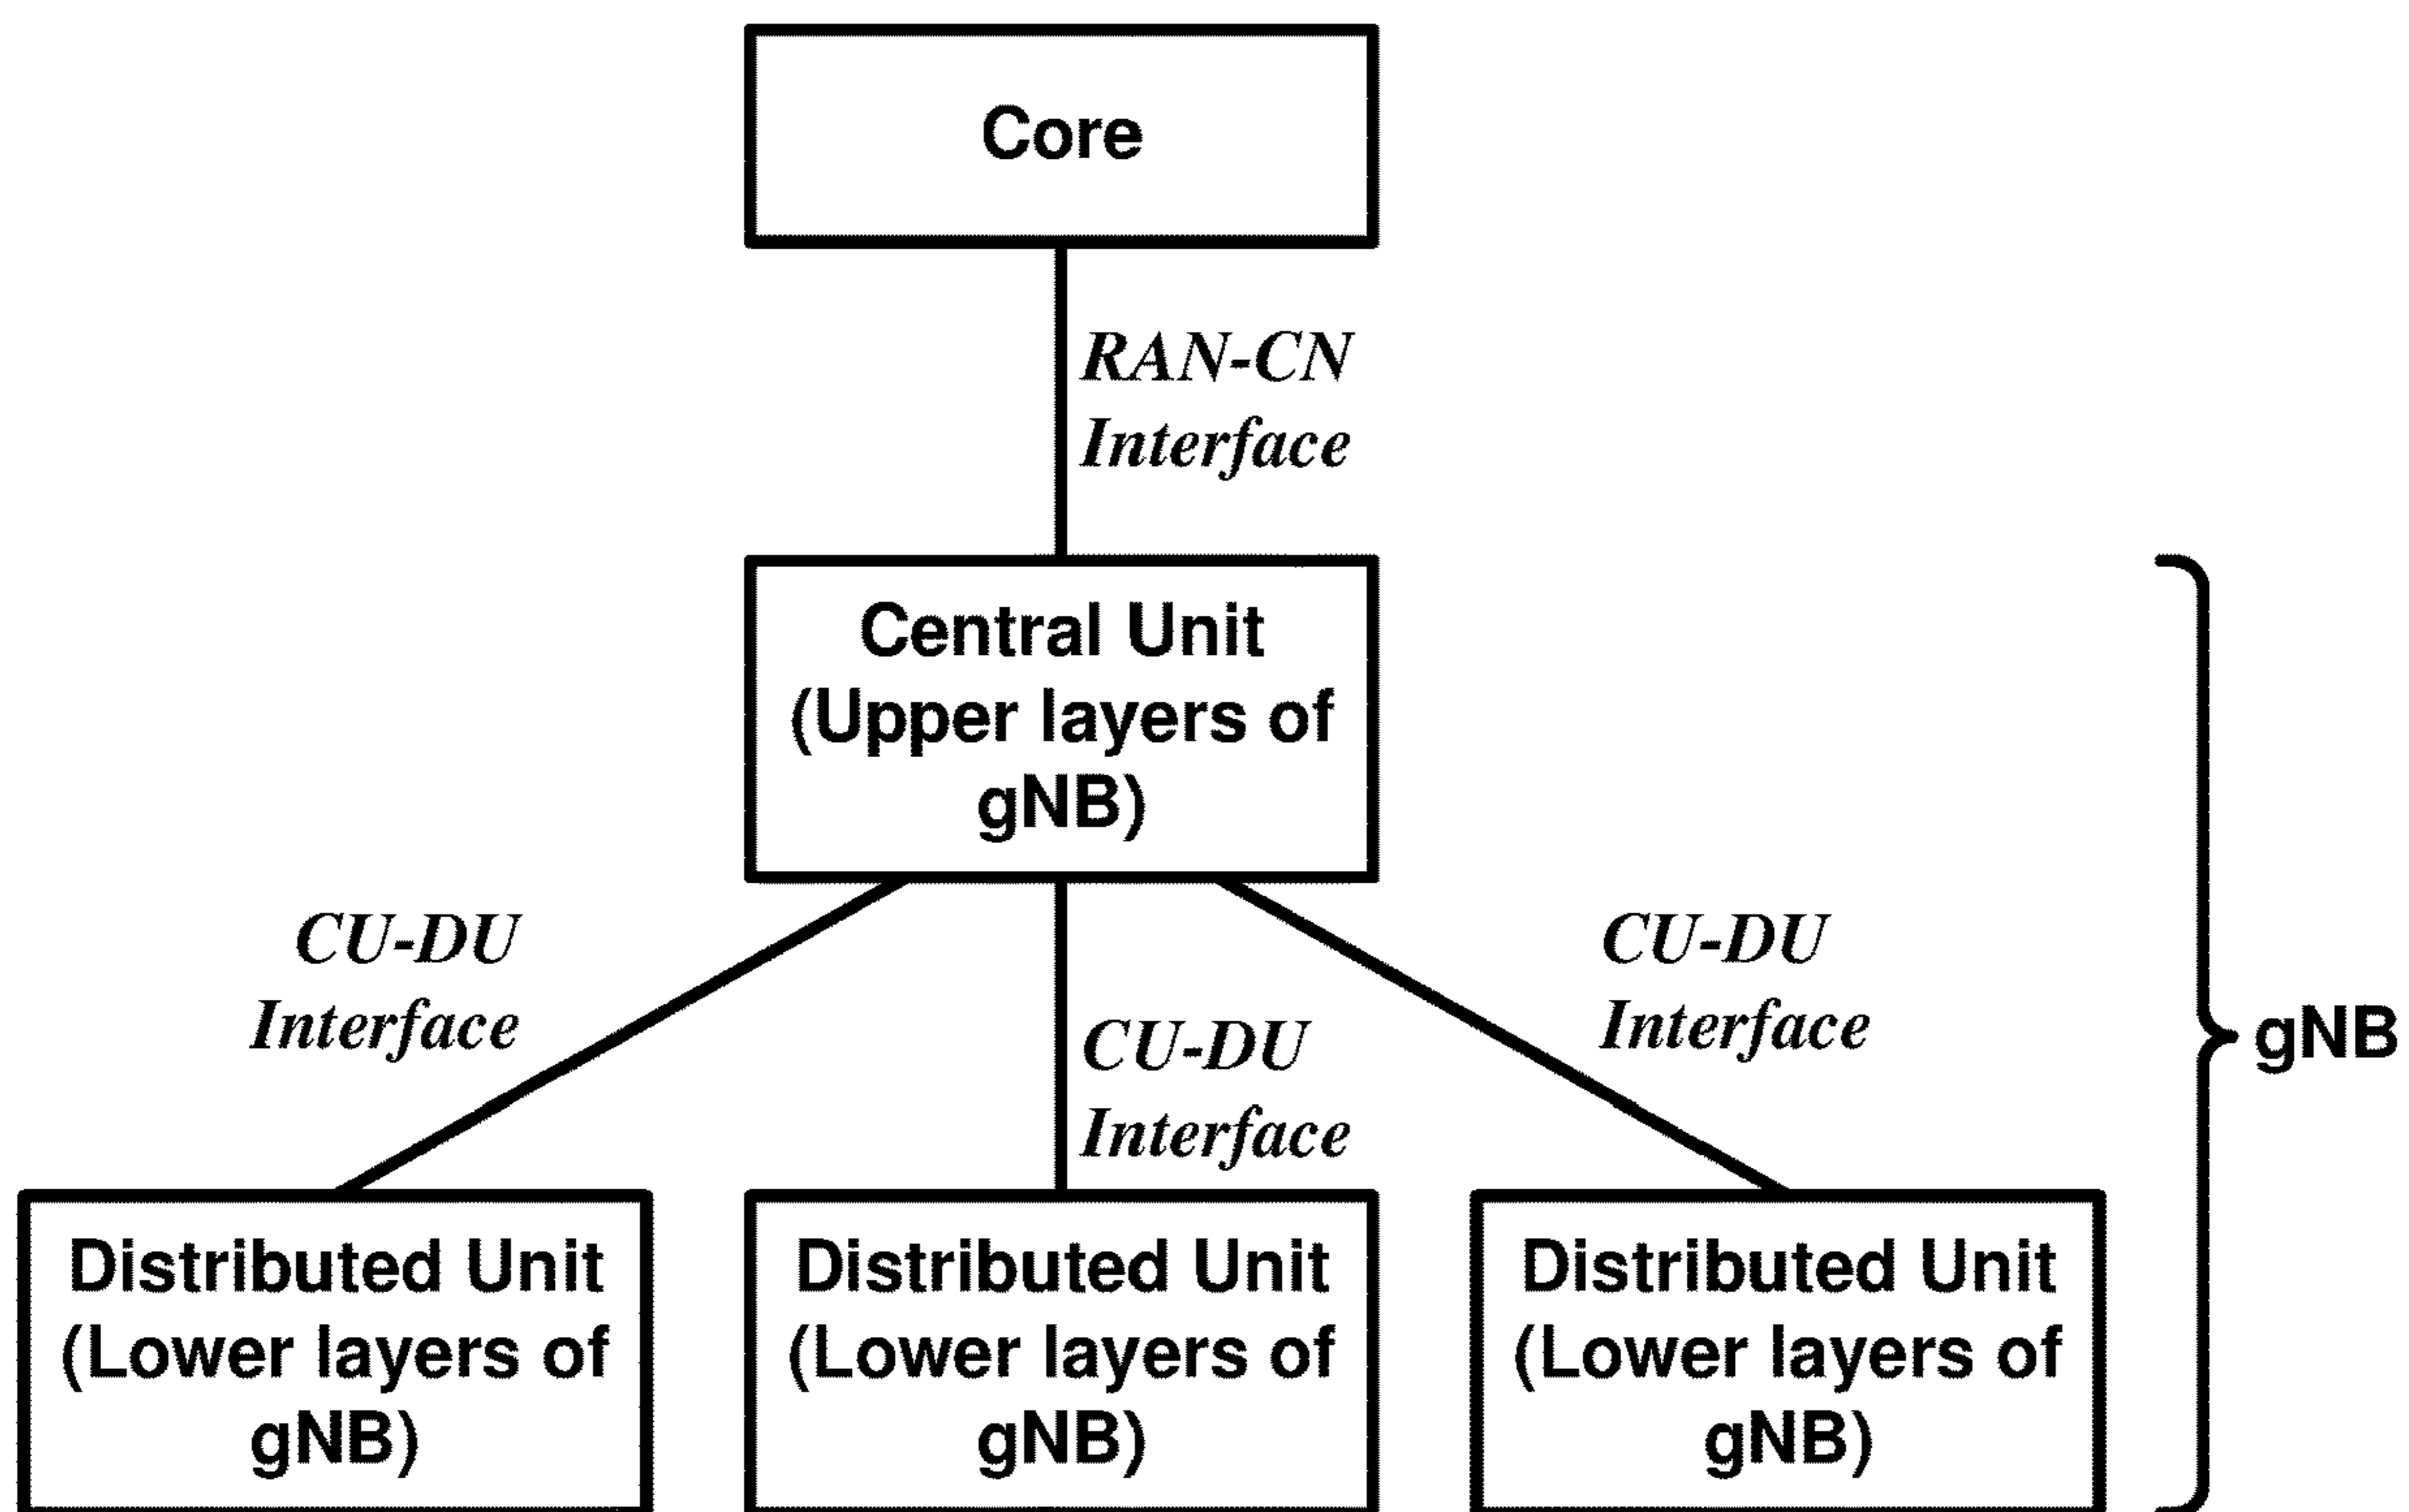 Core
RAN-CN
Interface
Central Unit
(Upper layers of
gNB)
CU-DU
Interface
CU-DU
Interface
CU-DU
Interface
gNB
Distributed Unit
(Lower layers of
gNB)
Distributed Unit
(Lower layers of
gNB)
Distributed Unit
(Lower layers of
gNB)